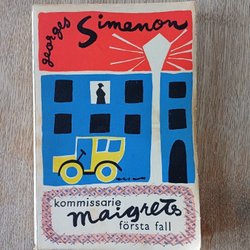 georges Simenon
kommissarie
maigrets
första fall